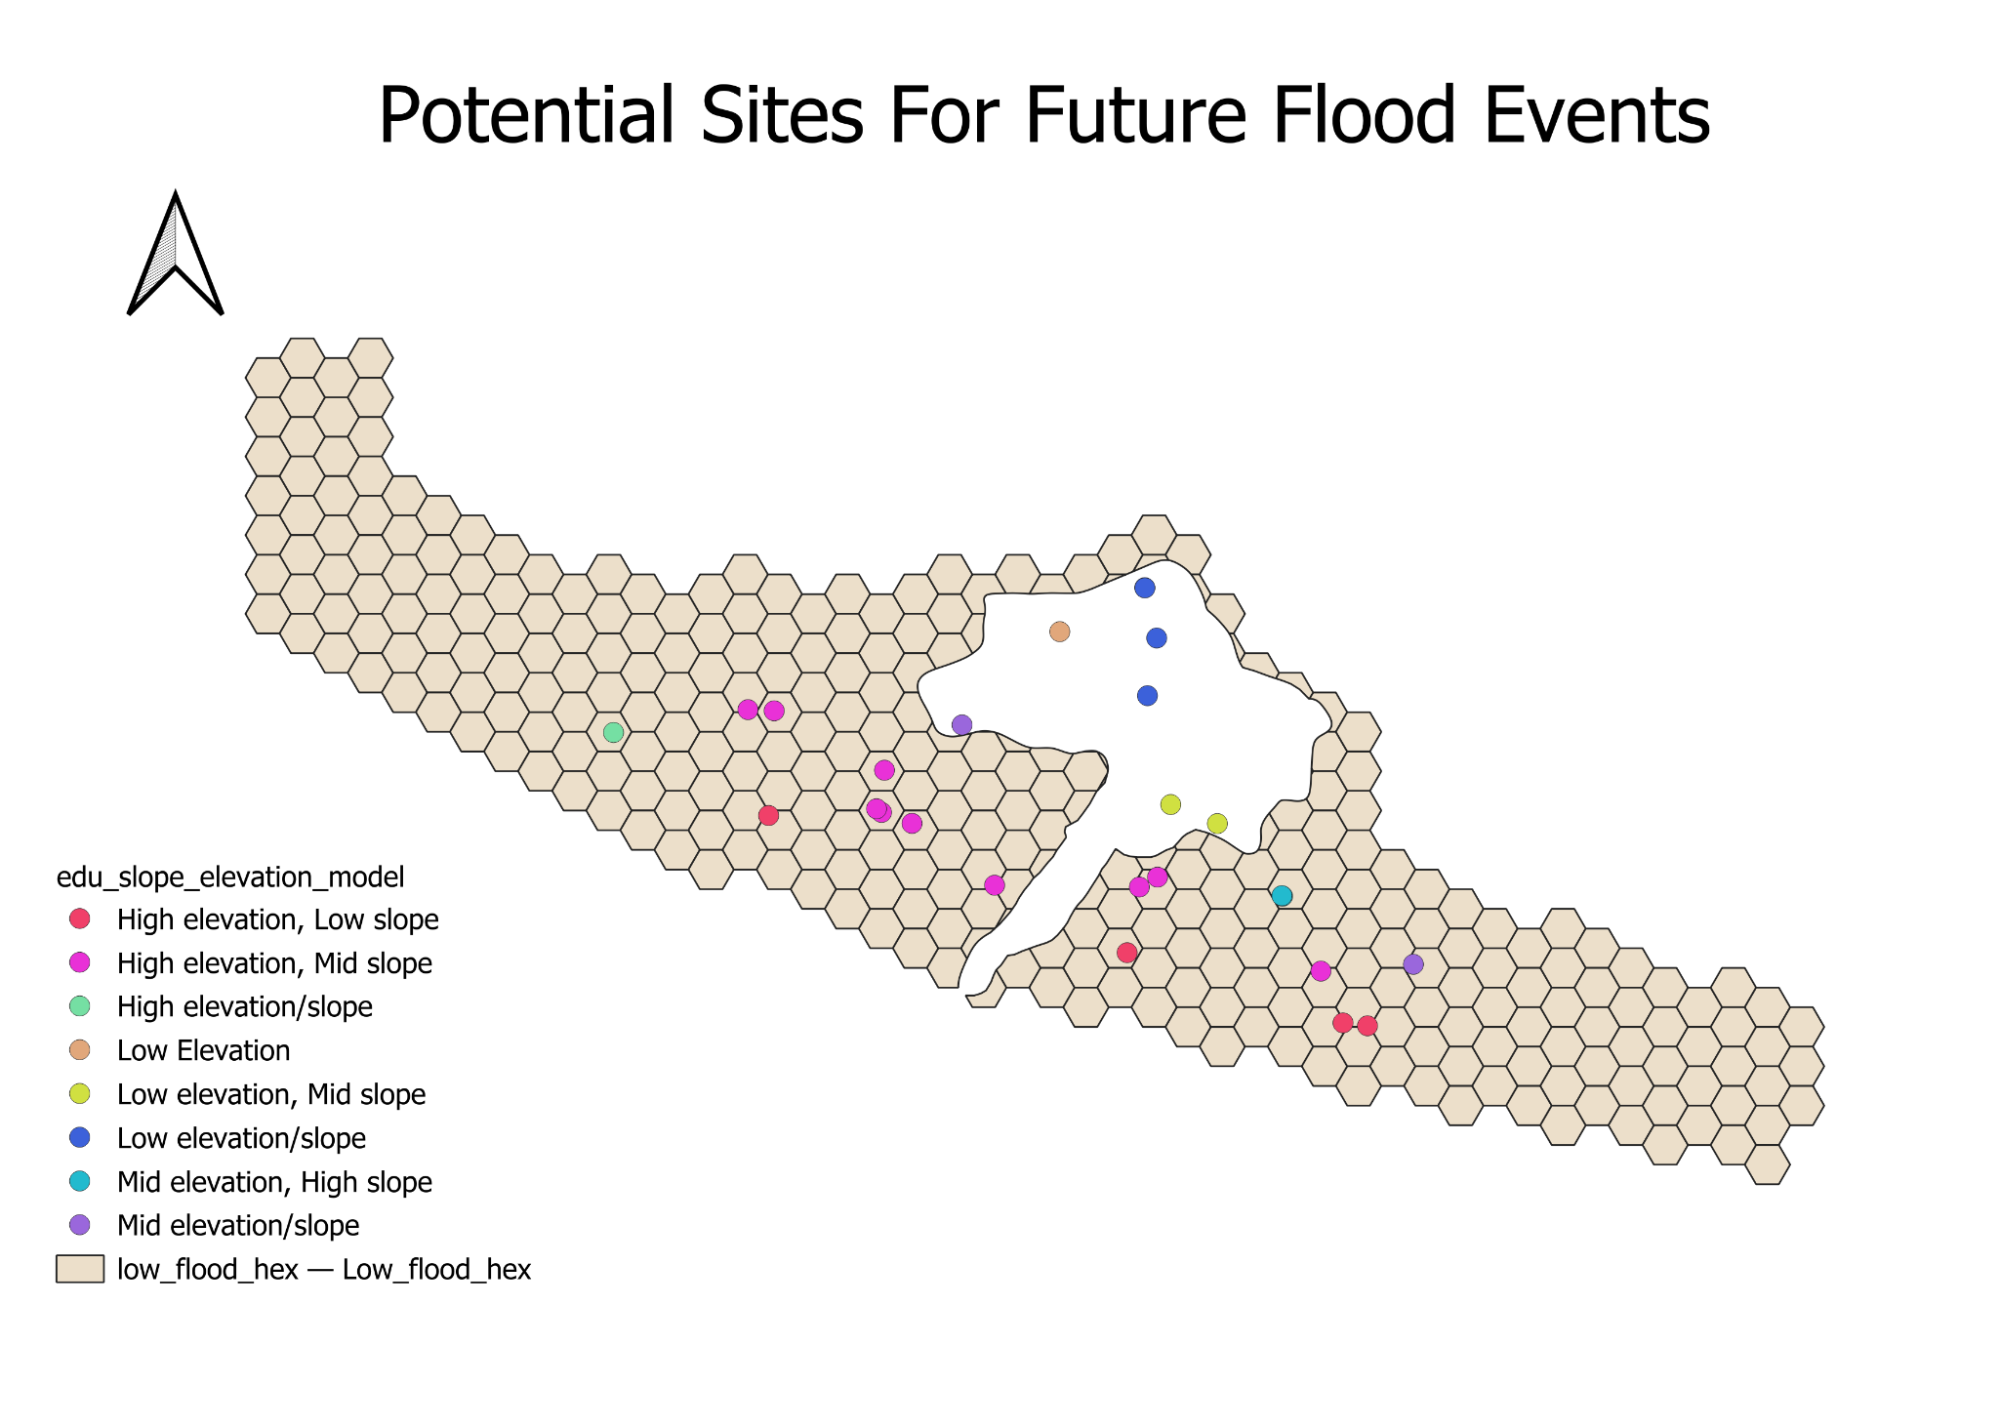 Potential Sites For Future Flood Events
edu_slope_elevation_model
High elevation, Low slope
High elevation, Mid slope
High elevation/slope
Low Elevation
Low elevation, Mid slope
Low elevation/slope
Mid elevation, High slope
Mid elevation/slope
low_flood_hex — Low_flood_hex